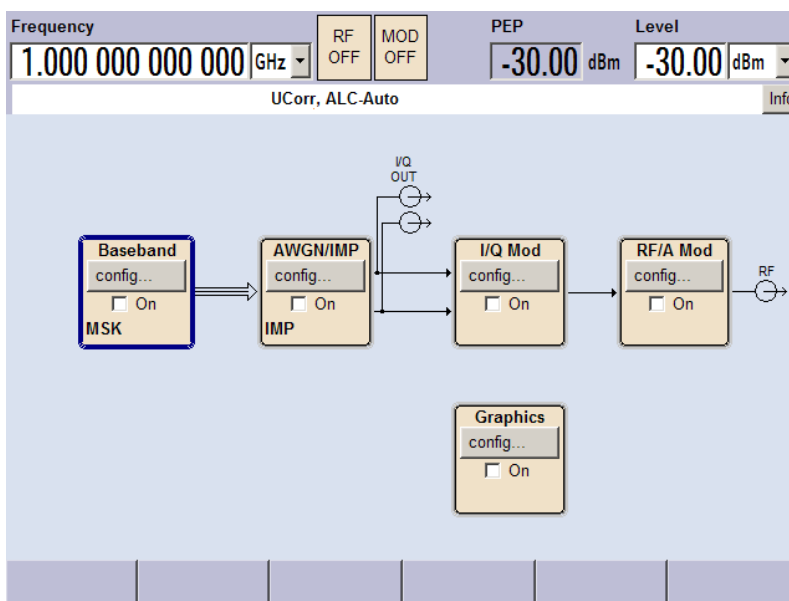 Frequency
RF OFF
MOD OFF
PEP
Level
1.000 000 000 000 GHz
-30.00 dBm
-30.00 dBm
UCorr, ALC-Auto
Info
I/Q
OUT
Baseband
config...
On
MSK
AWGN/IMP
config...
On
IMP
I/Q Mod
config...
On
RF/A Mod
config...
On
RF
Graphics
config...
On